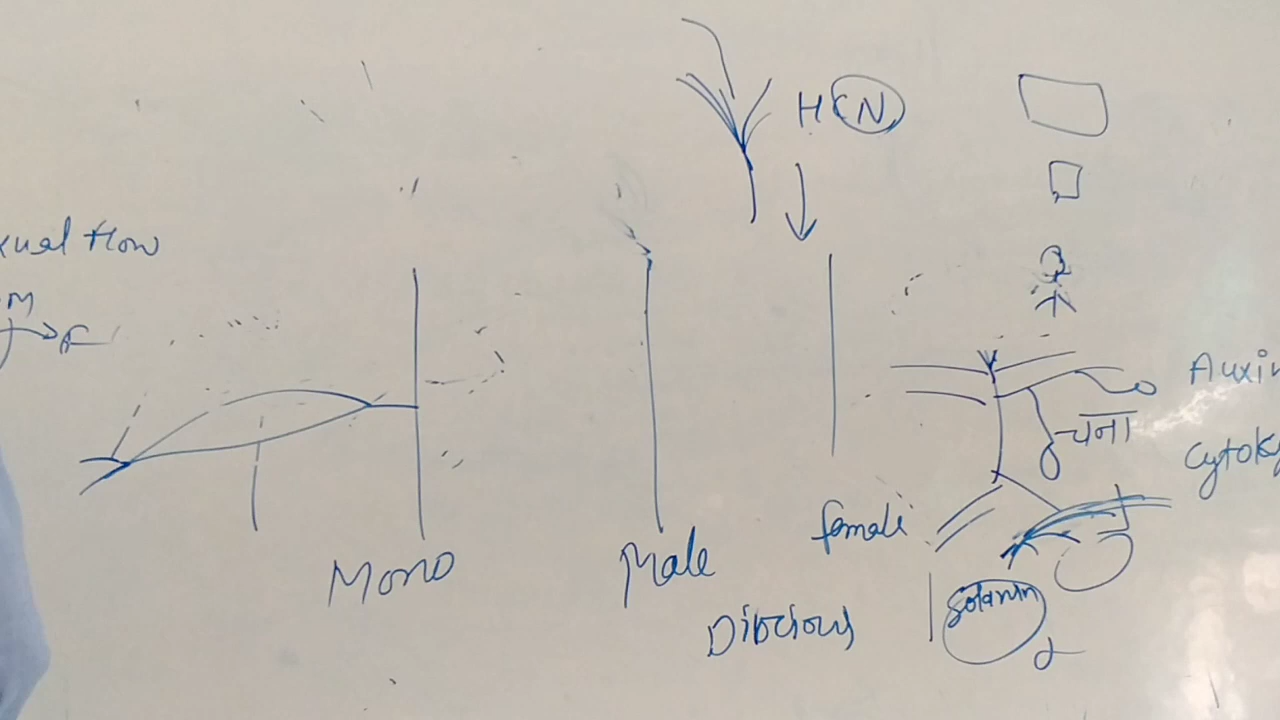 HCN
xual flow
M
F
Auxin
चना
Cytok
female
Mono
Male
Solanin
Dioecious